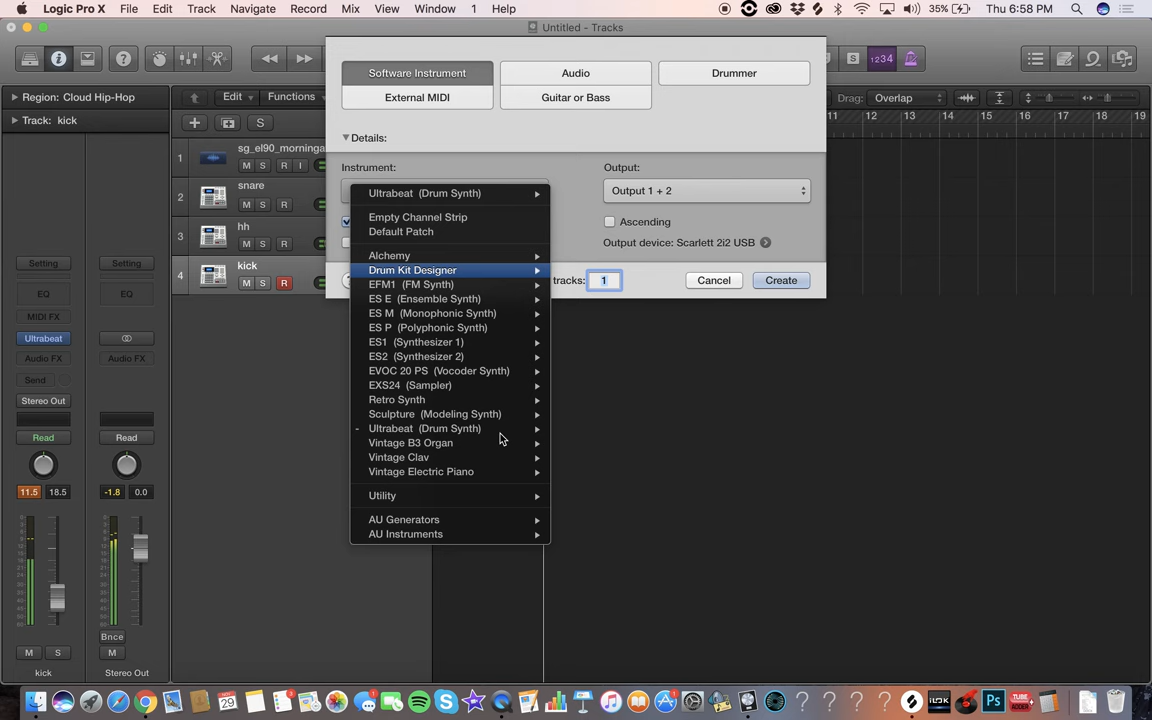 Logic Pro X File Edit Track Navigate Record Mix View Window 1 Help 35% Thu 6:58 PM
Untitled - Tracks
S 1234
Software Instrument Audio Drummer
External MIDI Guitar or Bass
Details:
Instrument: Output:
Output 1 + 2
Ascending
Output device: Scarlett 2i2 USB
tracks: 1 Cancel Create
Region: Cloud Hip-Hop
Track: kick
Edit Functions Drag: Overlap
S
11 12 13 14 15 16 17 18 19
1 sg_el90_morninga
M S R I
2 snare
M S R
3 hh
M S R
4 kick
M S R
Ultrabeat (Drum Synth)
Empty Channel Strip
Default Patch
Alchemy
Drum Kit Designer
EFM1 (FM Synth)
ES E (Ensemble Synth)
ES M (Monophonic Synth)
ES P (Polyphonic Synth)
ES1 (Synthesizer 1)
ES2 (Synthesizer 2)
EVOC 20 PS (Vocoder Synth)
EXS24 (Sampler)
Retro Synth
Sculpture (Modeling Synth)
- Ultrabeat (Drum Synth)
Vintage B3 Organ
Vintage Clav
Vintage Electric Piano
Utility
AU Generators
AU Instruments
Setting Setting
EQ EQ
MIDI FX
Ultrabeat
Audio FX Audio FX
Send
Stereo Out
Read Read
11.5 18.5 -1.8 0.0
Bnce
M S M
kick Stereo Out
NOV
29
Ps